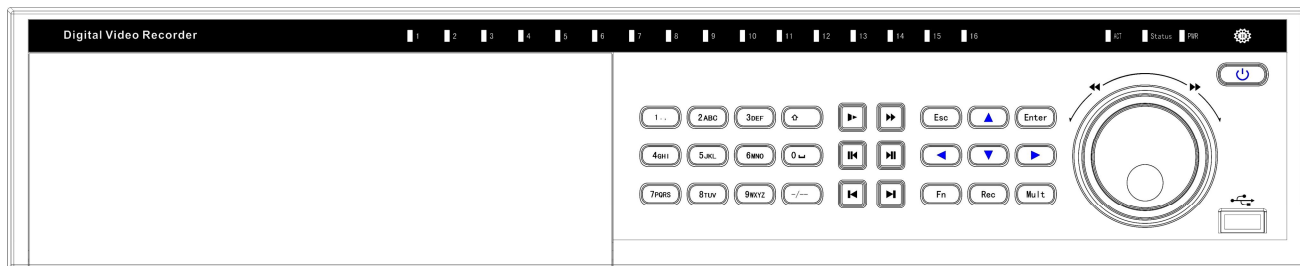 Digital Video Recorder 1 2 3 4 5 6 7 8 9 10 11 12 13 14 15 16 ACT Status PWR
1.. 2ABC 3DEF Esc Enter
4GHI 5JKL 6MNO 0
7PQRS 8TUV 9WXYZ -/-- Fn Rec Mult